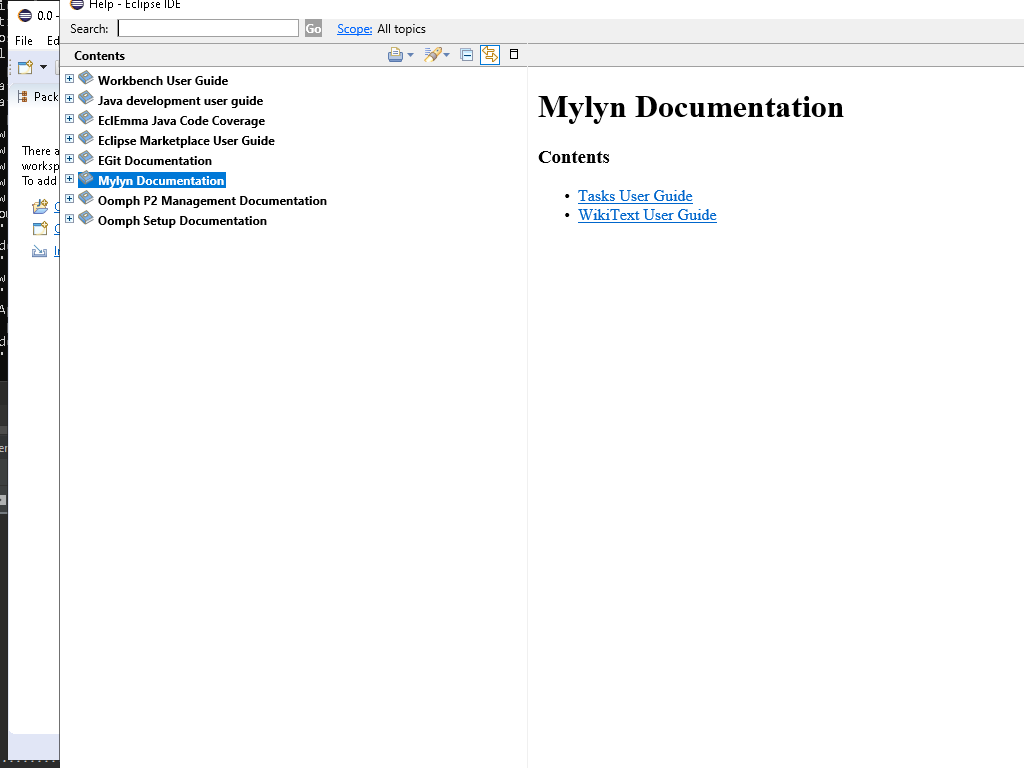 0.0 -
File Ed
Pack
There a
worksp
To add
Help - Eclipse IDE
Search: Go Scope: All topics
Contents
Workbench User Guide
Java development user guide
EclEmma Java Code Coverage
Eclipse Marketplace User Guide
EGit Documentation
Mylyn Documentation
Oomph P2 Management Documentation
Oomph Setup Documentation
Mylyn Documentation
Contents
• Tasks User Guide
• WikiText User Guide